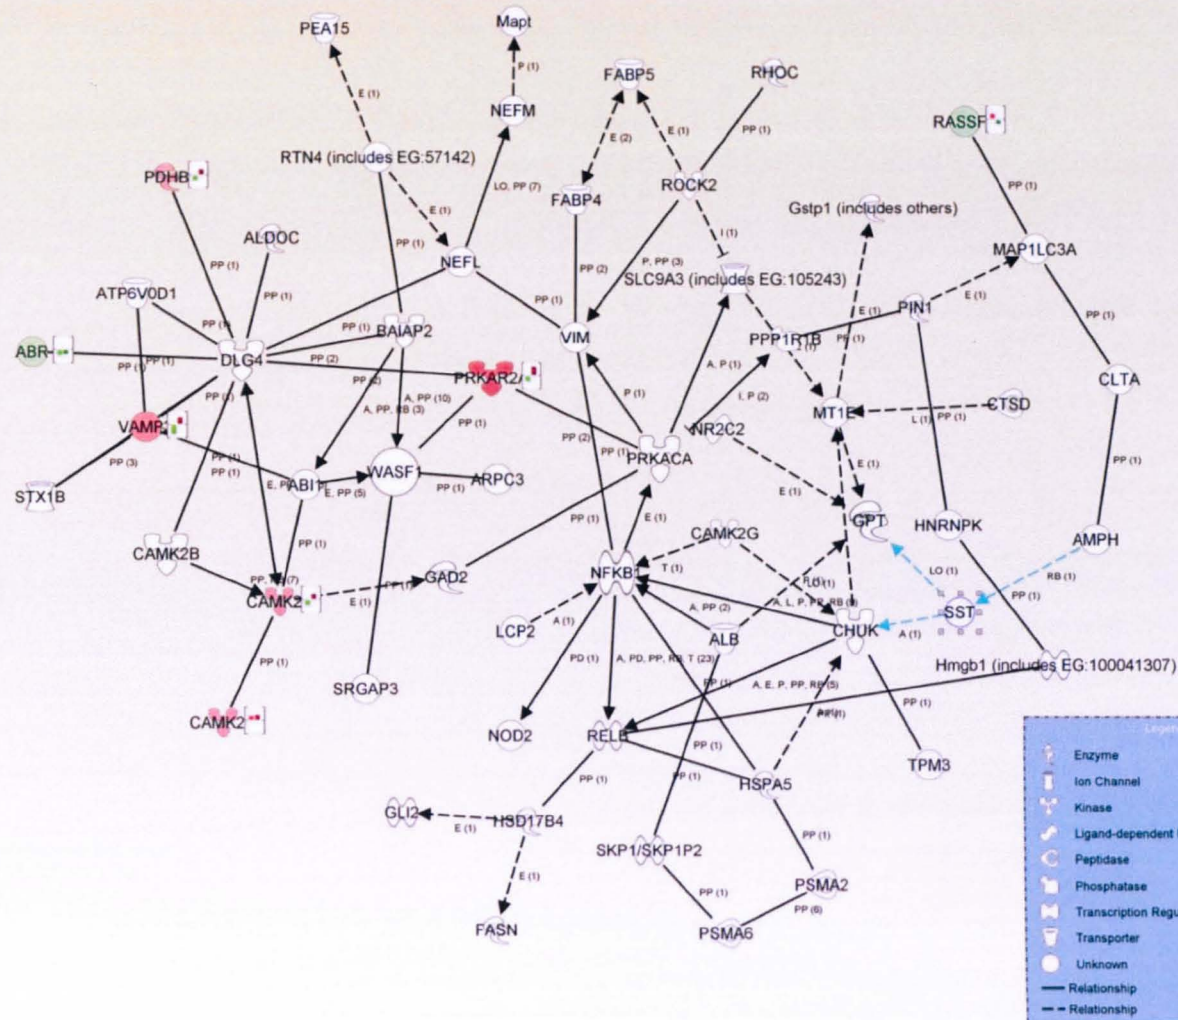 PEA15
Mapt
E (1)
P (1)
FABP5
RHOC
NEFM
E (2)
E (1)
PP (1)
RASSF
RTN4 (includes EG:57142)
LO, PP (7)
PDHB
FABP4
ROCK2
PP (1)
E (1)
I (1)
Gstp1 (includes others)
ALDOC
PP (1)
NEFL
P, PP (3)
PP (2)
MAP1LC3A
PP (1)
SLC9A3 (includes EG:105243)
E (1)
ATP6V0D1
PP (1)
PP (1)
E (1)
PIN1
PP (1)
BAIAP2
VIM
PPP1R1B
PP (1)
ABR
DLG4
PP (2)
PRKAR2A
A, P (1)
CLTA
P (1)
I, P (2)
A, PP (10)
A, PP, RB (3)
PP (1)
MT1E
L (1)
PP (1)
CTSD
VAMP
NR2C2
PP (2)
PP (1)
PRKACA
PP (3)
PP (1)
PP (1)
E (1)
PP (1)
STX1B
ABI1
E, PP (5)
WASF1
PP (1)
ARPC3
E (1)
GPT
HNRNPK
AMPH
PP (1)
E (1)
CAMK2B
PP (1)
CAMK2G
T (1)
LO (1)
RB (1)
NFKB
CAMK2
E (1)
GAD2
PP (1)
A, PP (2)
SST
A (1)
LCP2
A (1)
ALB
CHUK
Hmgb1 (includes EG:100041307)
PP (1)
PD (1)
A, PD, PP, RB, T (23)
PP (1)
A, E, P, PP, RB (5)
PP (1)
SRGAP3
CAMK2
NOD2
RELB
PP (1)
TPM3
PP (1)
PP (1)
HSPA5
GLI2
E (1)
HSD17B4
PP (1)
SKP1/SKP1P2
E (1)
PP (1)
PSMA2
PP (6)
FASN
PSMA6
Enzyme
Ion Channel
Kinase
Ligand-dependent
Peptidase
Phosphatase
Transcription Regu
Transporter
Unknown
Relationship
Relationship